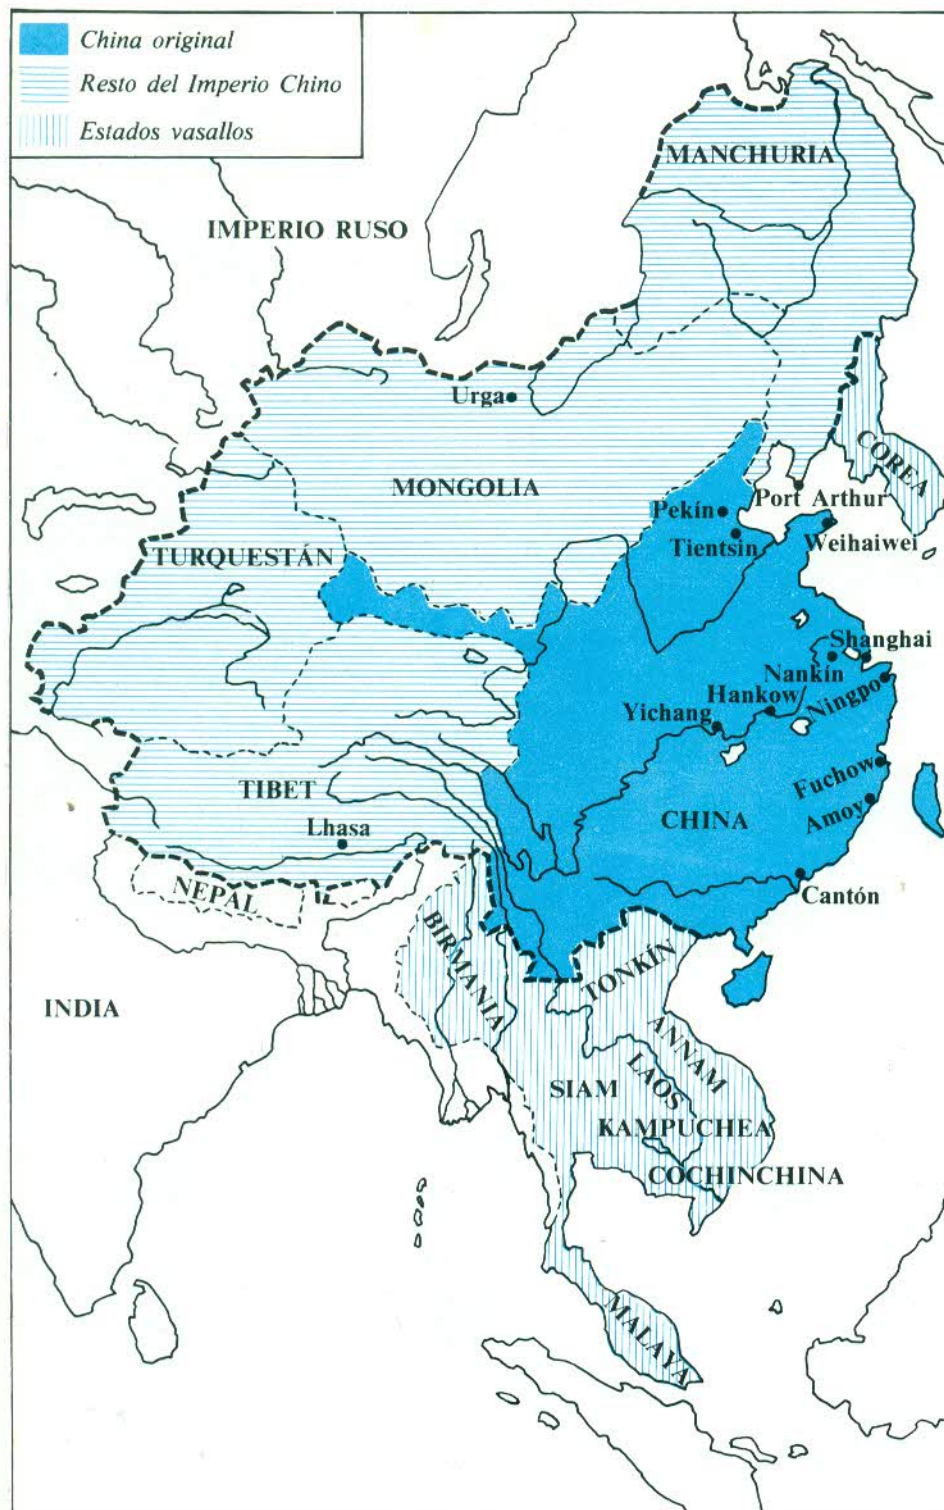 China original
Resto del Imperio Chino
Estados vasallos
MANCHURIA
IMPERIO RUSO
Urga
COREA
MONGOLIA
Port Arthur
Pekín
Tientsin
Weihaiwei
TURQUESTÁN
Shanghai
Nankín
Ningpo
Hankow
Yichang
Fuchow
TIBET
Amoy
CHINA
Lhasa
NEPAL
Cantón
BIRMANIA
TONKÍN
INDIA
ANNAM
LAOS
SIAM
KAMPUCHEA
COCHINCHINA
MALAYA